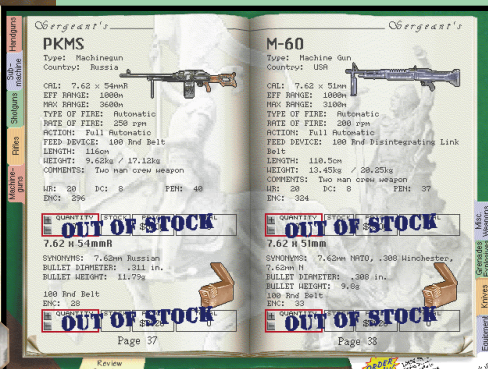 Sergeant's
PKMS
Type: Machinegun
Country: Russia
CAL: 7.62 x 54mmR
EFF RANGE: 1000m
MAX RANGE: 3600m
TYPE OF FIRE: Automatic
RATE OF FIRE: 250 rpm
ACTION: Full Automatic
FEED DEVICE: 100 Rnd Belt
LENGTH: 116cm
WEIGHT: 9.62kg / 17.12kg
COMMENTS: Two man crew weapon
WR: 20 DC: 8 PEN: 40
ENC: 296
QUANTITY STOCK
OUT OF STOCK
7.62 x 54mmR
SYNONYMS: 7.62mm Russian
BULLET DIAMETER: .311 in.
BULLET WEIGHT: 11.79g
100 Rnd Belt
ENC: 28
OUT OF STOCK
Page 37
Sergeant's
M-60
Type: Machine Gun
Country: USA
CAL: 7.62 x 51mm
EFF RANGE: 1000m
MAX RANGE: 3100m
TYPE OF FIRE: Automatic
RATE OF FIRE: 200 rpm
ACTION: Full Automatic
FEED DEVICE: 100 Rnd Disintegrating Link
Belt
LENGTH: 110.5cm
WEIGHT: 13.45kg / 20.25kg
COMMENTS: Two man crew weapon
WR: 20 DC: 8 PEN: 37
ENC: 324
QUANTITY STOCK
OUT OF STOCK
7.62 x 51mm
SYNONYMS: 7.62mm NATO, .308 Winchester,
7.62mm N
BULLET DIAMETER: .308 in.
BULLET WEIGHT: 9.8g
100 Rnd Belt
ENC: 33
OUT OF STOCK
Page 38
Handguns
Sub-
machine
Shotguns
Rifles
Machine-
guns
Misc.
Weapons
Grenades
Explosives
Knives
Equipment
Review
ORDER